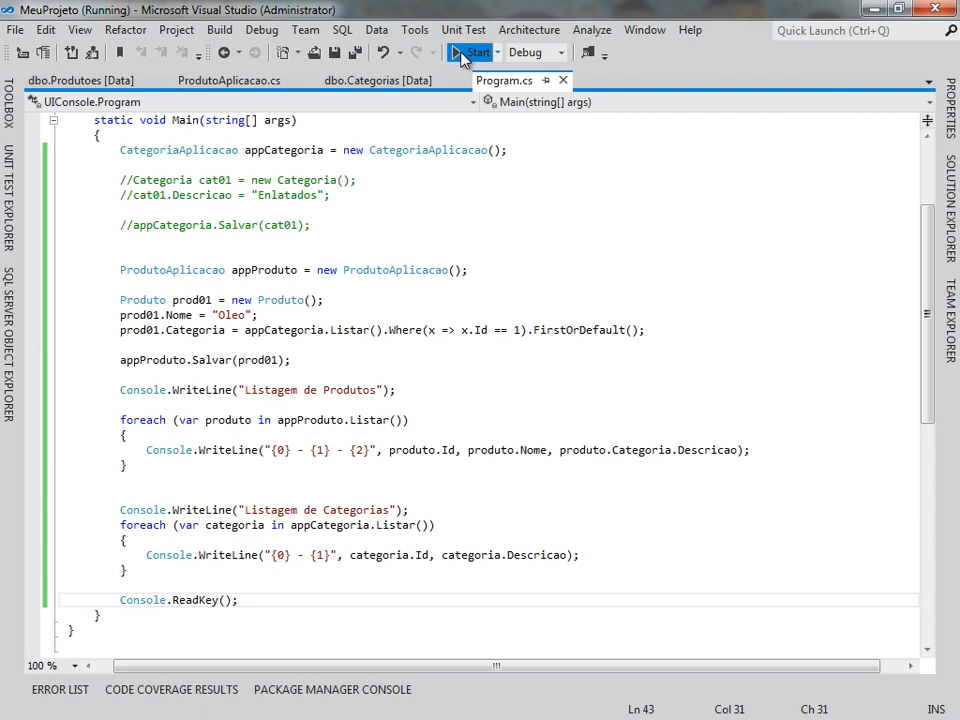 MeuProjeto (Running) - Microsoft Visual Studio (Administrator)
File Edit View Refactor Project Build Debug Team SQL Data Tools Unit Test Architecture Analyze Window Help Quick Launch (Ctrl+Q)
Start Debug
dbo.Produtoes [Data] ProdutoAplicacao.cs dbo.Categorias [Data] Program.cs
UIConsole.Program Main(string[] args)
static void Main(string[] args)
{
CategoriaAplicacao appCategoria = new CategoriaAplicacao();
//Categoria cat01 = new Categoria();
//cat01.Descricao = "Enlatados";
//appCategoria.Salvar(cat01);
ProdutoAplicacao appProduto = new ProdutoAplicacao();
Produto prod01 = new Produto();
prod01.Nome = "Oleo";
prod01.Categoria = appCategoria.Listar().Where(x => x.Id == 1).FirstOrDefault();
appProduto.Salvar(prod01);
Console.WriteLine("Listagem de Produtos");
foreach (var produto in appProduto.Listar())
{
Console.WriteLine("{0} - {1} - {2}", produto.Id, produto.Nome, produto.Categoria.Descricao);
}
Console.WriteLine("Listagem de Categorias");
foreach (var categoria in appCategoria.Listar())
{
Console.WriteLine("{0} - {1}", categoria.Id, categoria.Descricao);
}
Console.ReadKey();
}
}
100 %
ERROR LIST CODE COVERAGE RESULTS PACKAGE MANAGER CONSOLE
Ln 43 Col 31 Ch 31 INS
TOOLBOX
UNIT TEST EXPLORER
SQL SERVER OBJECT EXPLORER
PROPERTIES
SOLUTION EXPLORER
TEAM EXPLORER